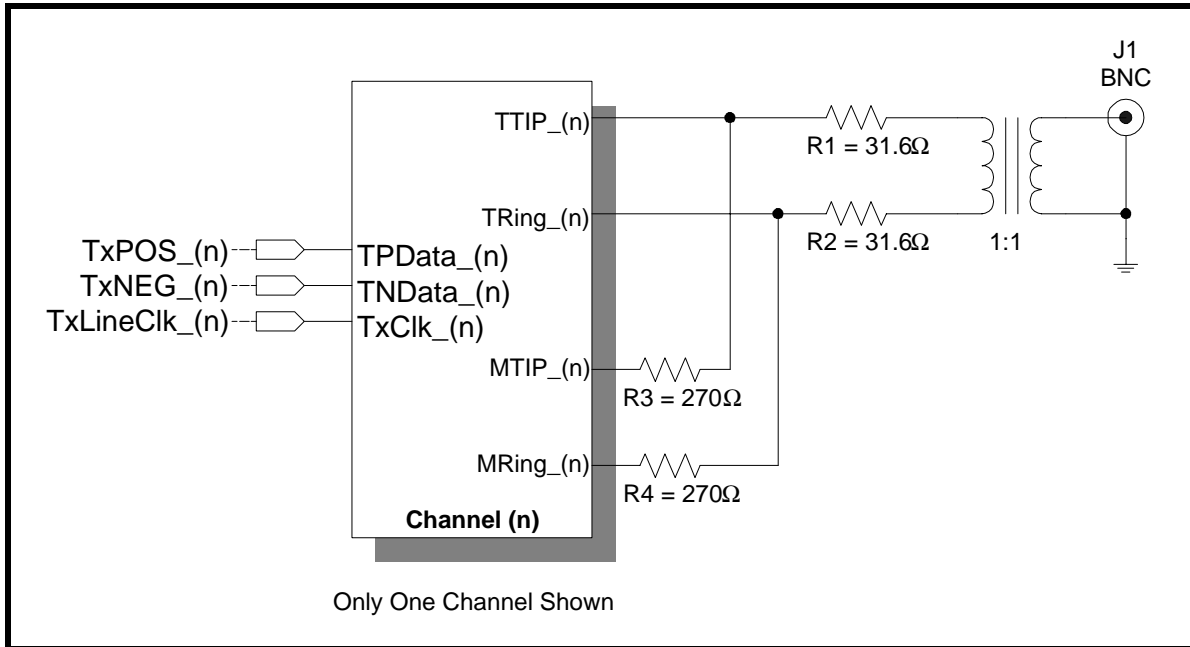 J1
BNC
TTIP_(n)
R1 = 31.6Ω
TRing_(n)
R2 = 31.6Ω
1:1
TxPOS_(n)
TPData_(n)
TxNEG_(n)
TNData_(n)
TxLineClk_(n)
TxClk_(n)
MTIP_(n)
R3 = 270Ω
MRing_(n)
R4 = 270Ω
Channel (n)
Only One Channel Shown